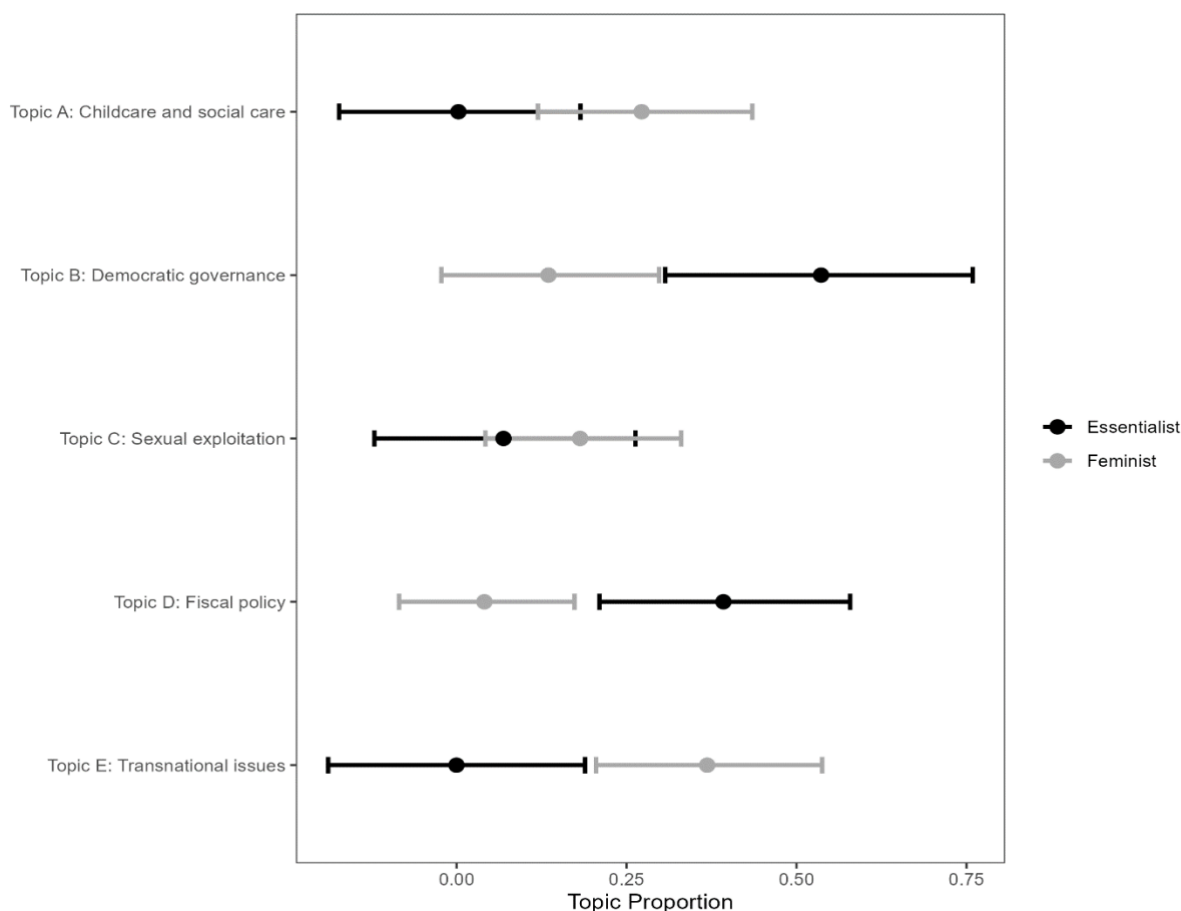 Topic A: Childcare and social care
Topic B: Democratic governance
Topic C: Sexual exploitation
Topic D: Fiscal policy
Topic E: Transnational issues
Essentialist
Feminist
0.00 0.25 0.50 0.75
Topic Proportion